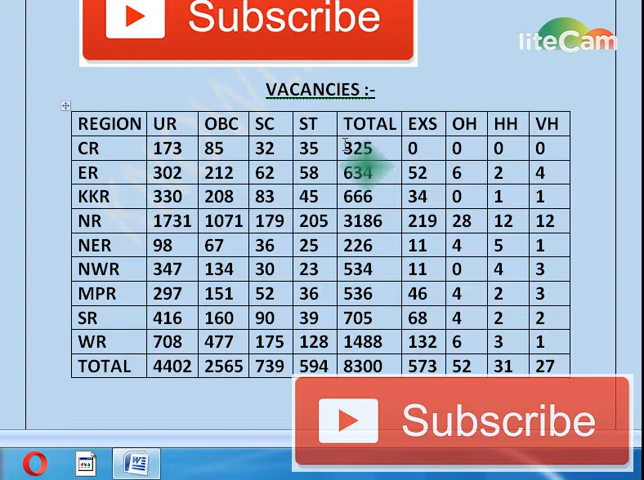 Subscribe
liteCam
VACANCIES :-
REGION UR OBC SC ST TOTAL EXS OH HH VH
CR 173 85 32 35 325 0 0 0 0
ER 302 212 62 58 634 52 6 2 4
KKR 330 208 83 45 666 34 0 1 1
NR 1731 1071 179 205 3186 219 28 12 12
NER 98 67 36 25 226 11 4 5 1
NWR 347 134 30 23 534 11 0 4 3
MPR 297 151 52 36 536 46 4 2 3
SR 416 160 90 39 705 68 4 2 2
WR 708 477 175 128 1488 132 6 3 1
TOTAL 4402 2565 739 594 8300 573 52 31 27
Subscribe